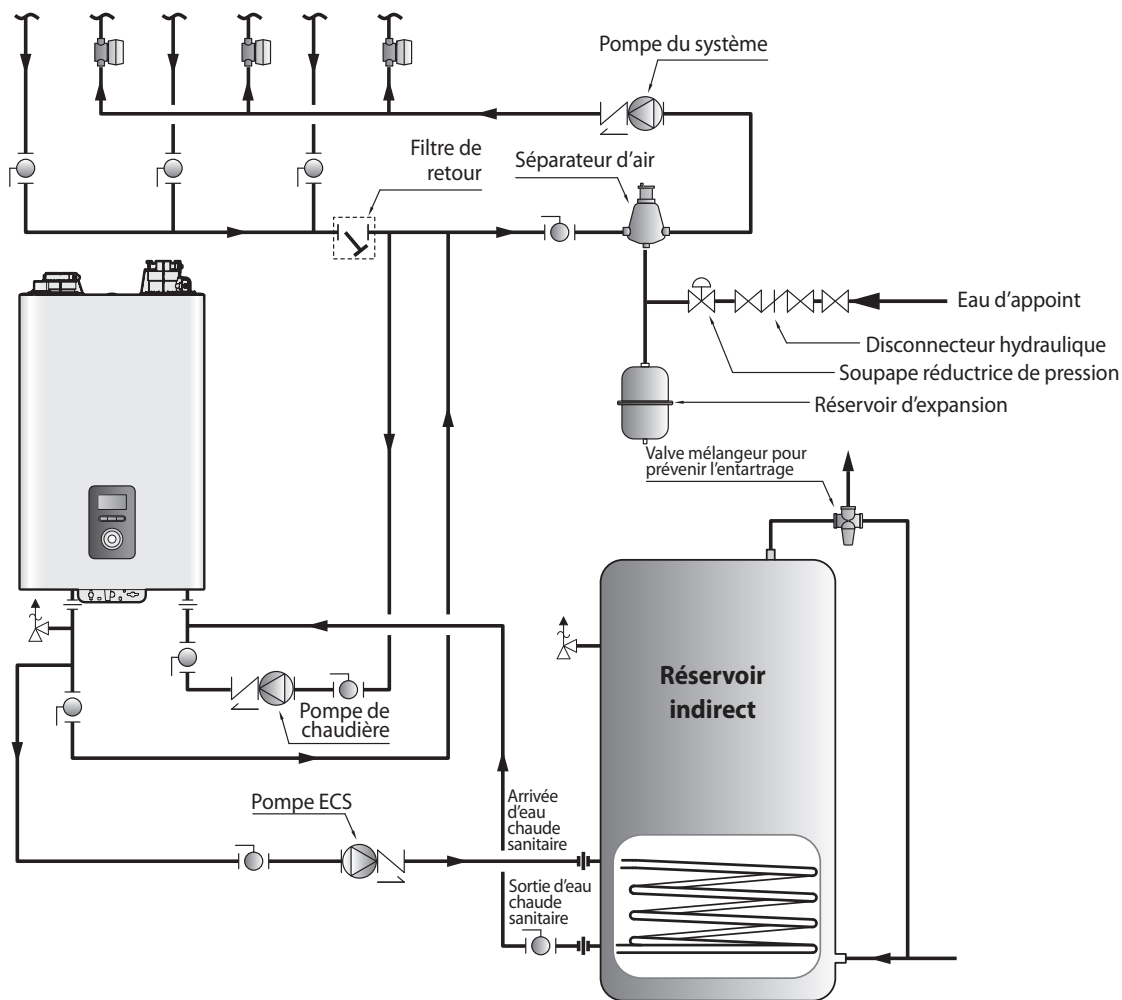 Pompe du système
Filtre de
retour
Séparateur d'air
Eau d'appoint
Disconnecteur hydraulique
Soupape réductrice de pression
Réservoir d'expansion
Valve mélangeur pour
prévenir l'entartrage
Réservoir
indirect
Pompe de
chaudière
Pompe ECS
Arrivée
d'eau
chaude
sanitaire
Sortie d'eau
chaude
sanitaire